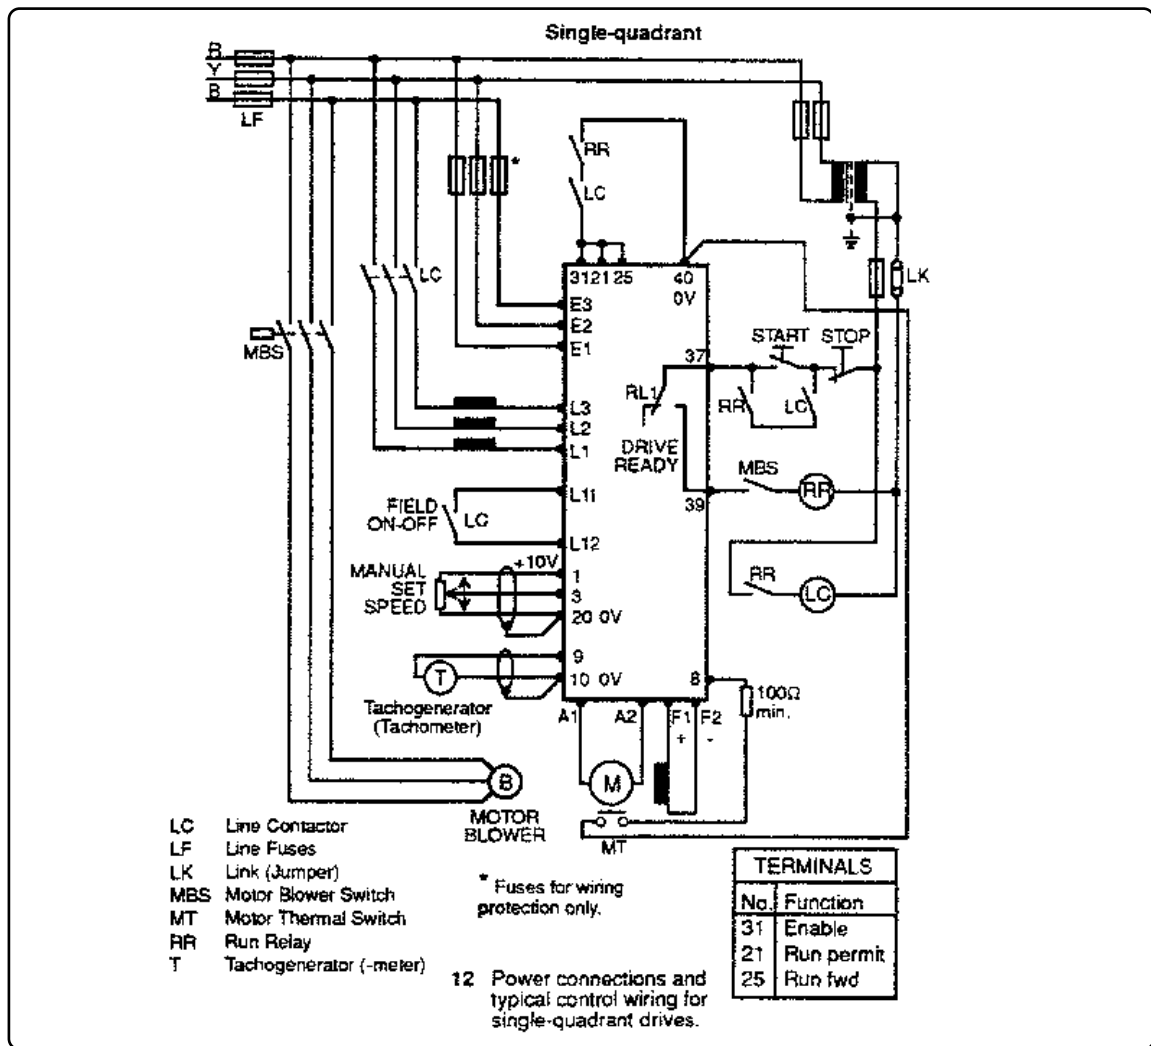 Single-quadrant
B
Y
B
LF
RR
*
LC
LC
31 21 25 40
0V
LK
E3
E2
E1
MBS
START STOP
37
RL1
RR
LC
L3
L2
L1
DRIVE
READY
MBS
RR
39
L11
FIELD
ON-OFF
LC
L12
+10V
MANUAL
SET
SPEED
1
3
20 0V
RR
LC
9
10 0V
8
T
Tachogenerator
(Tachometer)
100Ω
min.
A1 A2 F1 F2
+ -
M
B
MOTOR
BLOWER
MT
LC Line Contactor
LF Line Fuses
LK Link (Jumper)
MBS Motor Blower Switch
MT Motor Thermal Switch
RR Run Relay
T Tachogenerator (-meter)
* Fuses for wiring
protection only.
12 Power connections and
typical control wiring for
single-quadrant drives.
TERMINALS
No. Function
31 Enable
21 Run permit
25 Run fwd